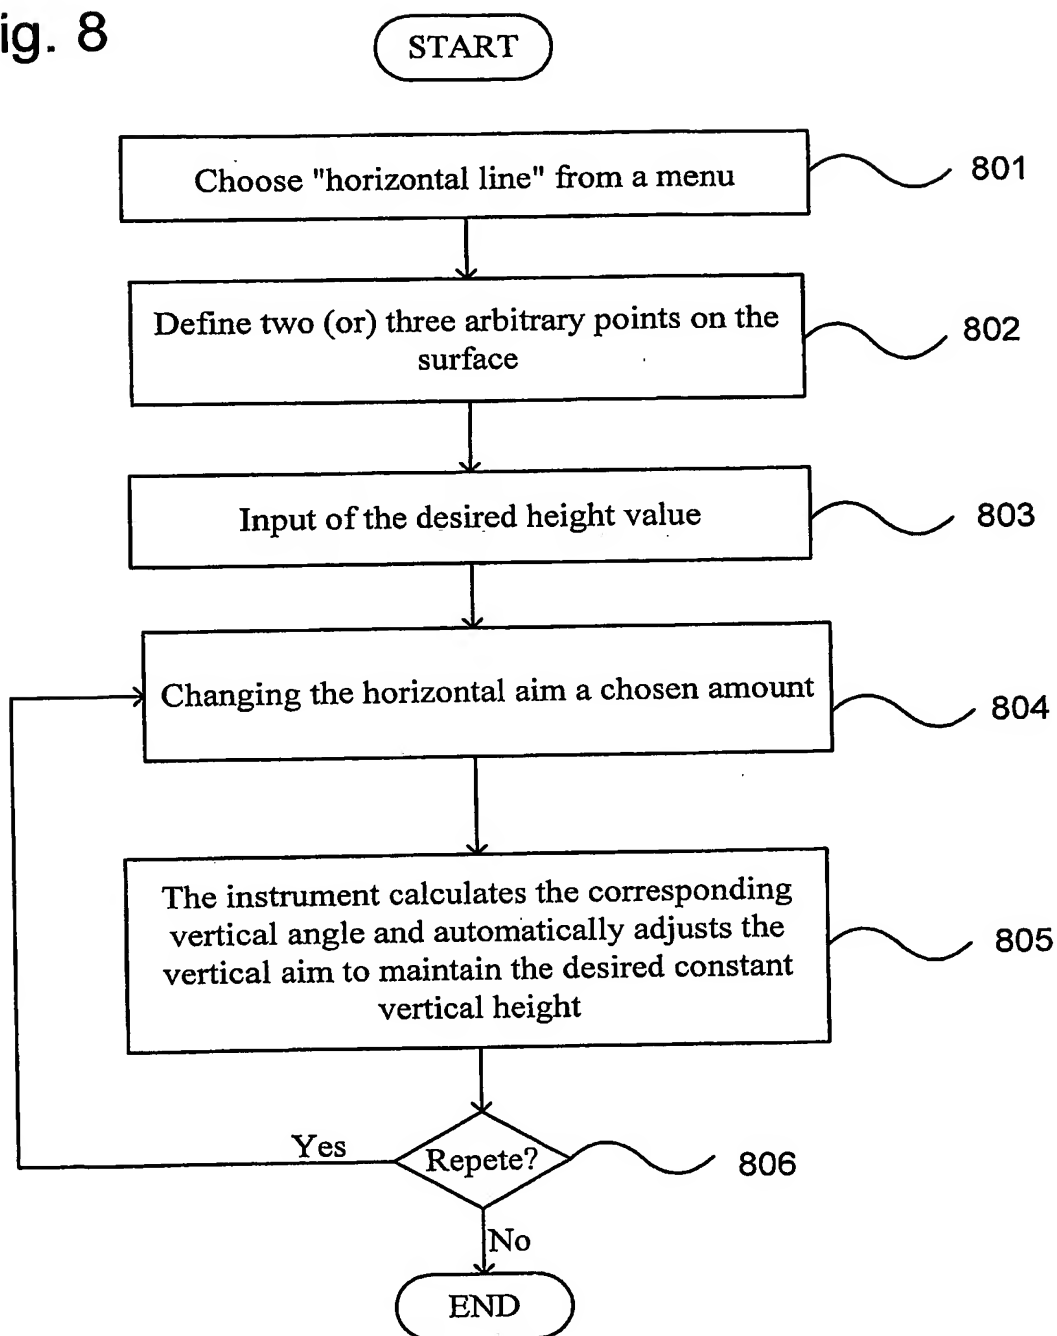 ig. 8
START
Choose "horizontal line" from a menu
801
Define two (or) three arbitrary points on the
surface
802
Input of the desired height value
803
Changing the horizontal aim a chosen amount
804
The instrument calculates the corresponding
vertical angle and automatically adjusts the
vertical aim to maintain the desired constant
vertical height
805
Yes
Repete?
806
No
END